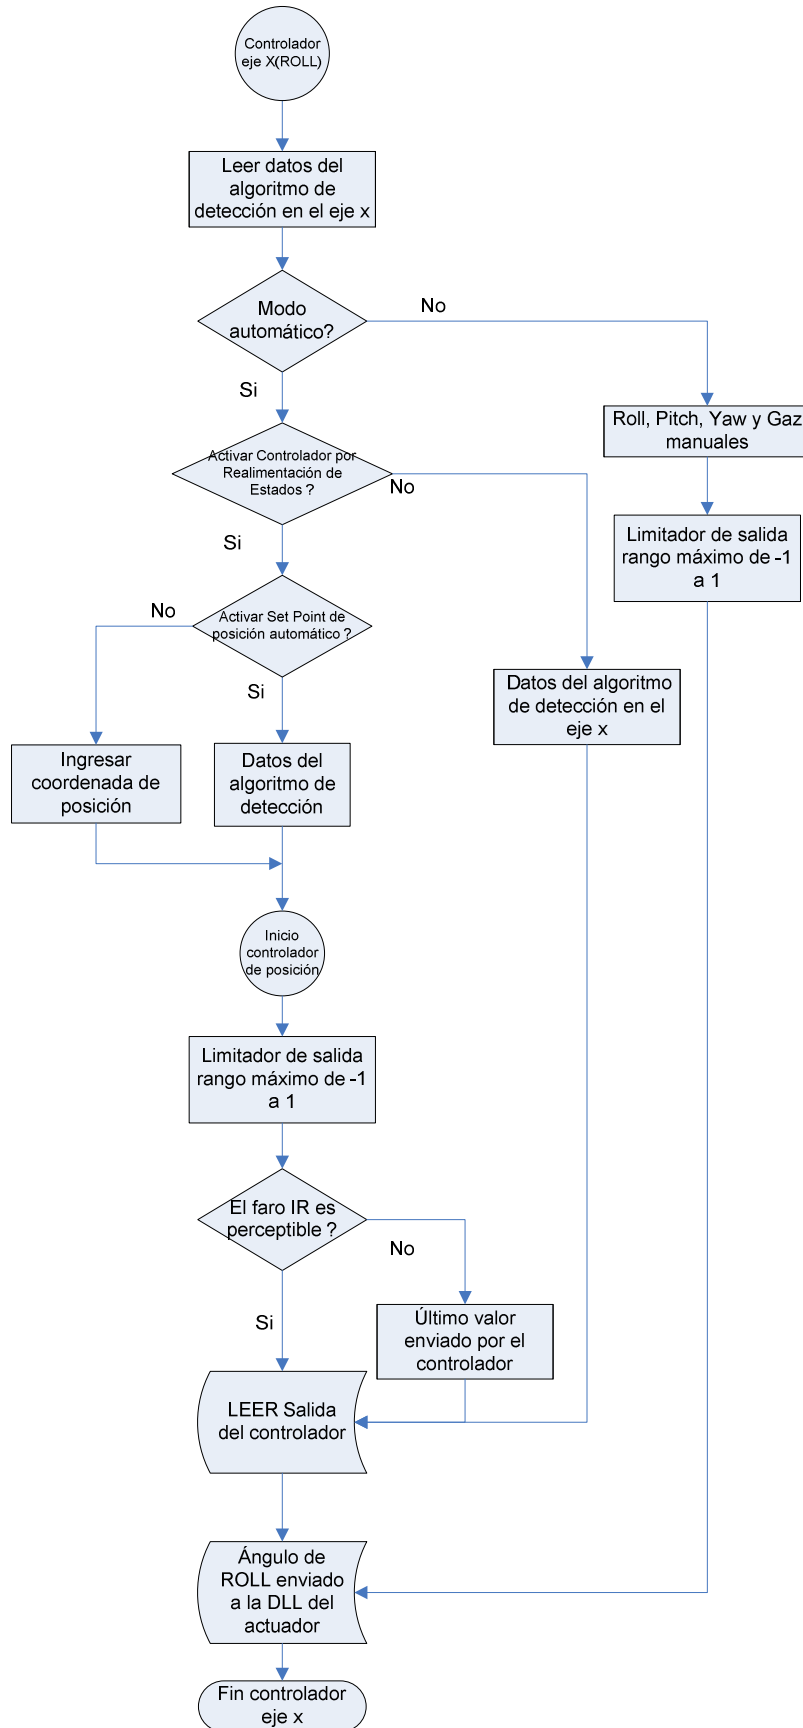 Controlador
eje X(ROLL)
Leer datos del
algoritmo de
detección en el eje x
Modo
automático?
No
Si
Roll, Pitch, Yaw y Gaz
manuales
Activar Controlador por
Realimentación de
Estados ?
No
Limitador de salida
rango máximo de -1
a 1
Si
Activar Set Point de
posición automático ?
No
Si
Datos del algoritmo
de detección en el
eje x
Ingresar
coordenada de
posición
Datos del
algoritmo de
detección
Inicio
controlador
de posición
Limitador de salida
rango máximo de -1
a 1
El faro IR es
perceptible ?
No
Si
Último valor
enviado por el
controlador
LEER Salida
del controlador
Ángulo de
ROLL enviado
a la DLL del
actuador
Fin controlador
eje x